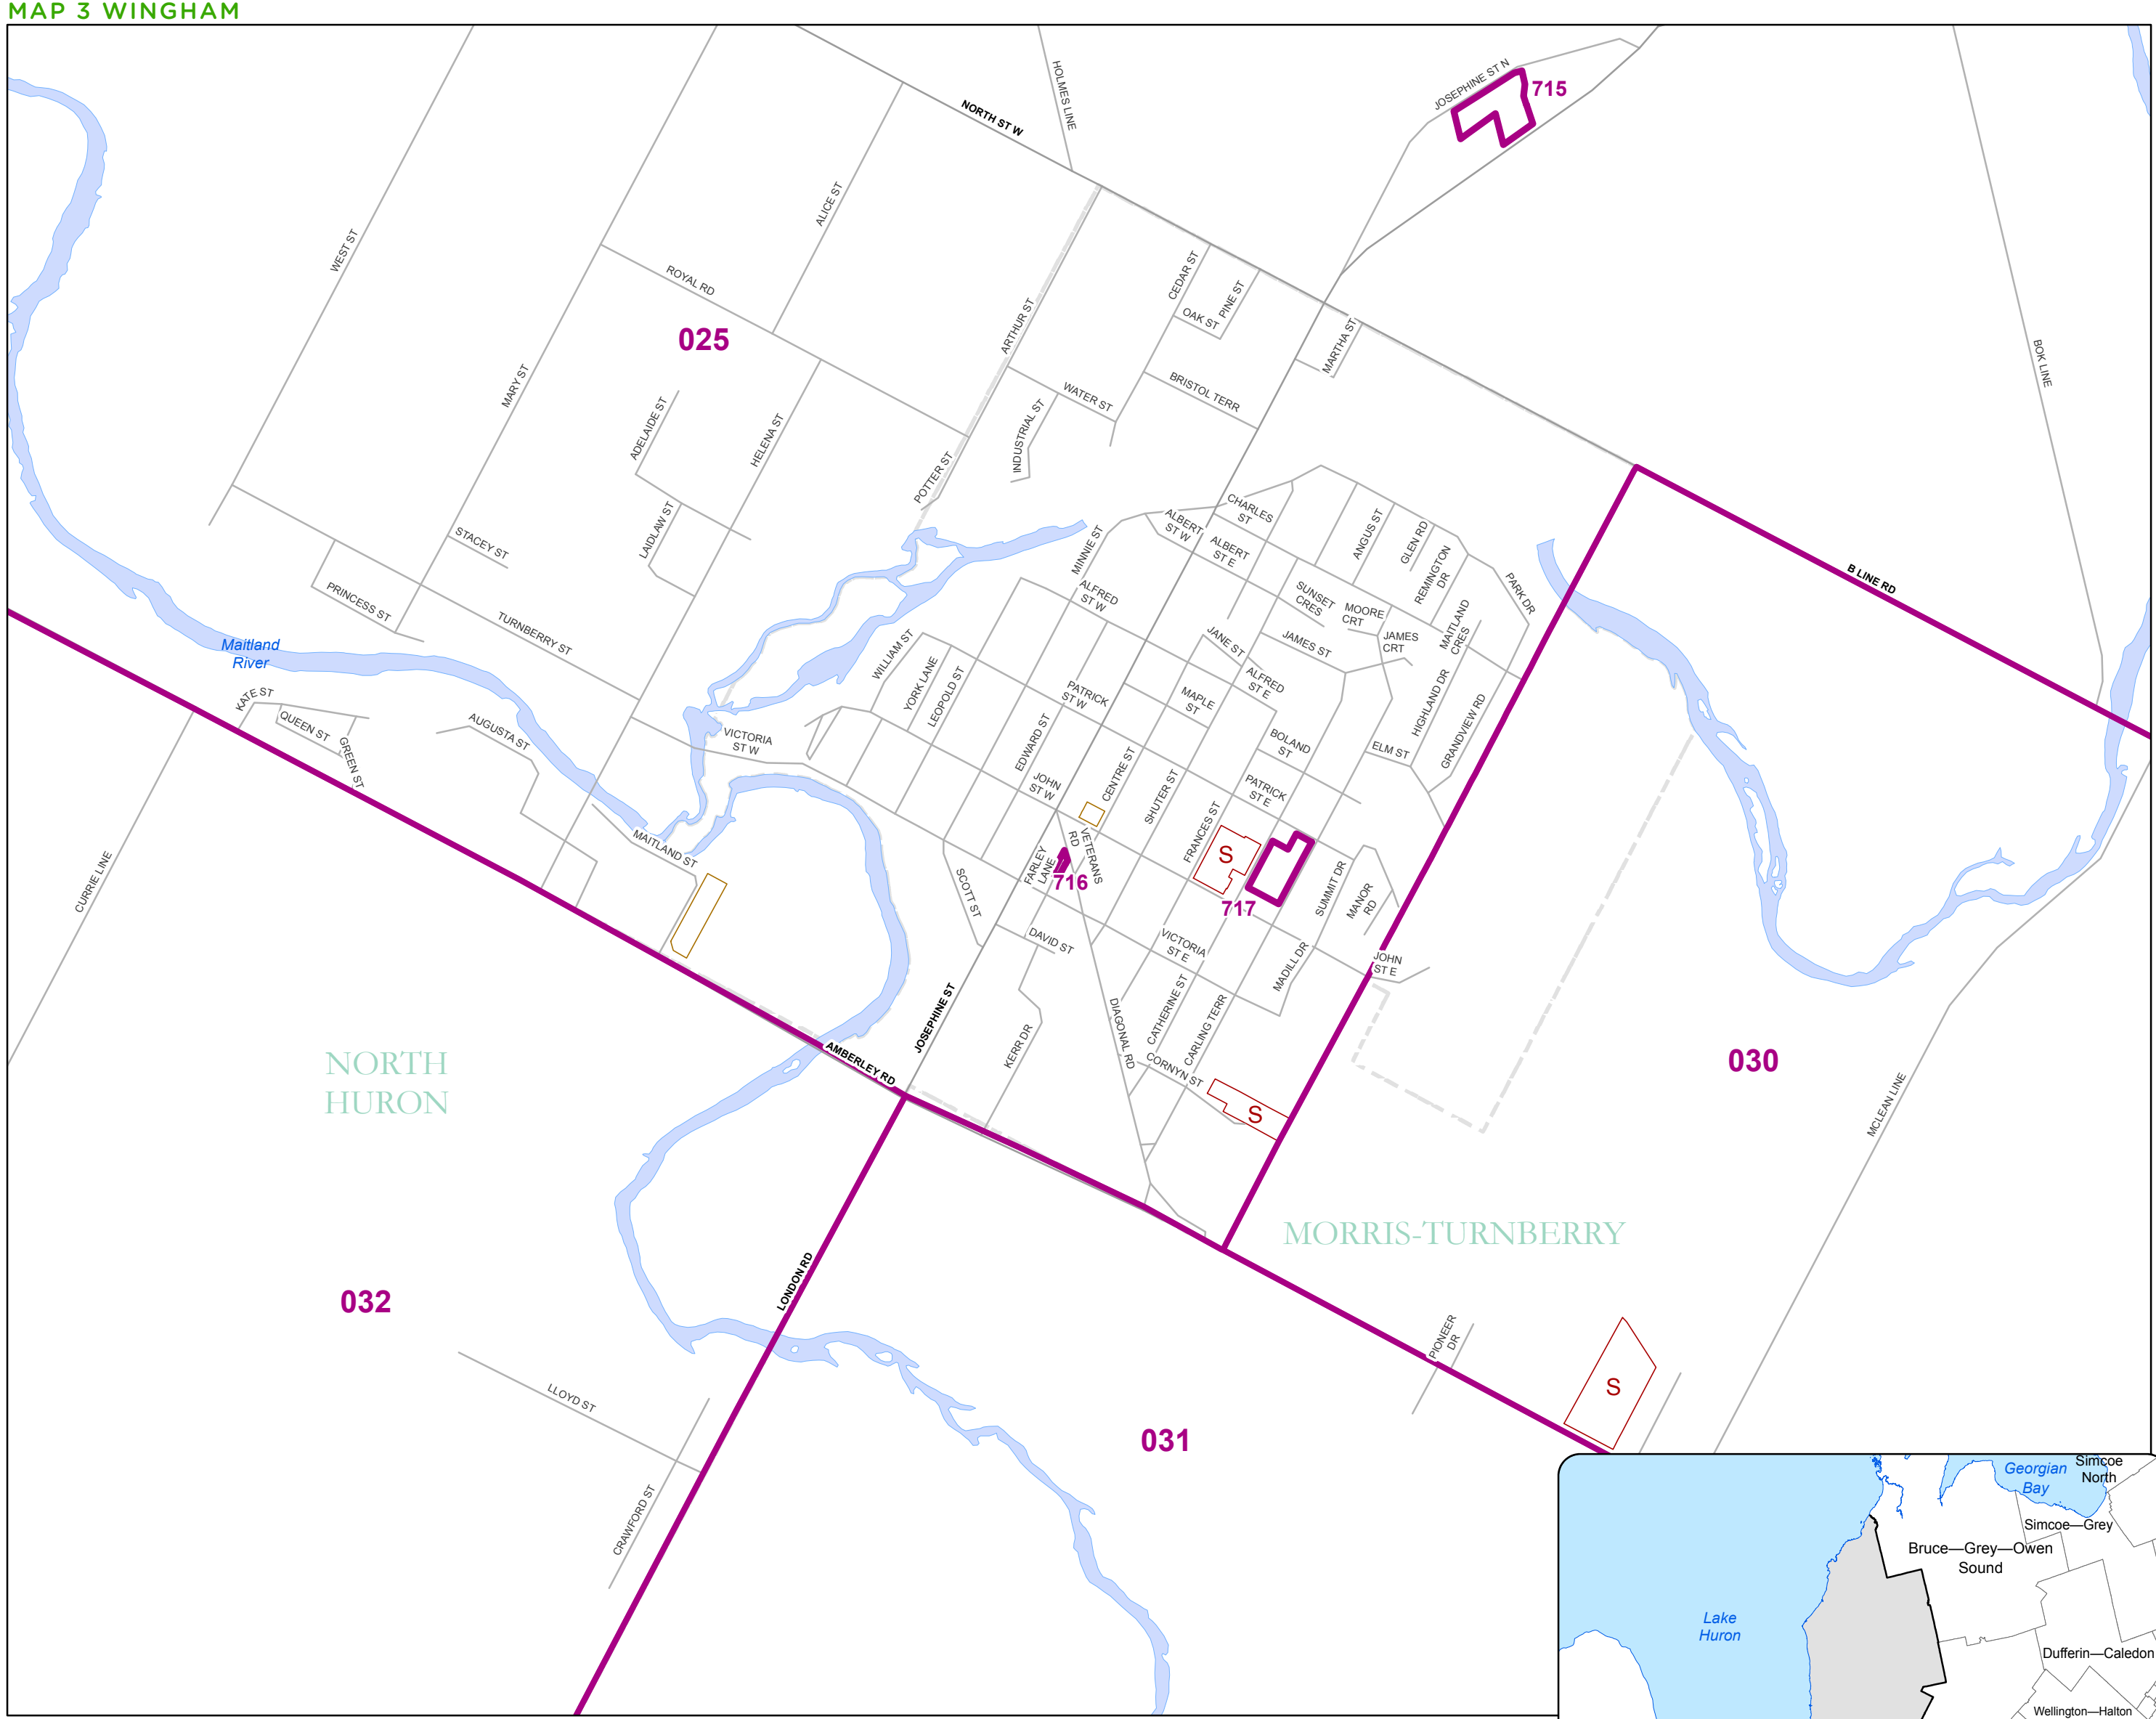 MAP 3 WINGHAM
HOLMES LINE
NORTH ST W
JOSEPHINE ST N
715
WEST ST
ALICE ST
ROYAL RD
025
ARTHUR ST
CEDAR ST
PINE ST
OAK ST
MARTHA ST
BOK LINE
MARY ST
ADELAIDE ST
HELENA ST
WATER ST
BRISTOL TERR
INDUSTRIAL ST
POTTER ST
STACEY ST
LAIDLAW ST
PRINCESS ST
TURNBERRY ST
Maitland
River
MINNIE ST
ALBERT
ST W
CHARLES
ST
ALBERT
ST E
ANGUS ST
GLEN RD
REMINGTON
DR
PARK DR
B LINE RD
ALFRED
ST W
SUNSET
CRES
MOORE
CRT
MAITLAND
CRES
JAMES ST
JAMES
CRT
JANE ST
ALFRED
ST E
WILLIAM ST
YORK LANE
LEOPOLD ST
PATRICK
ST W
MAPLE
ST
HIGHLAND DR
GRANDVIEW RD
KATE ST
QUEEN ST
GREEN ST
AUGUSTA ST
VICTORIA
ST W
EDWARD ST
JOHN
ST W
CENTRE ST
SHUTER ST
BOLAND
ST
ELM ST
PATRICK
ST E
FRANCES ST
MAITLAND ST
CURRIE LINE
FARLEY
LANE
VETERANS
RD
716
S
717
SUMMIT DR
MANOR
RD
SCOTT ST
DAVID ST
VICTORIA
ST E
MADILL DR
JOHN
ST E
JOSEPHINE ST
KERR DR
DIAGONAL RD
CATHERINE ST
CARLING TERR
CORNYN ST
S
AMBERLEY RD
NORTH
HURON
030
MCLEAN LINE
MORRIS-TURNBERRY
032
LONDON RD
PIONEER
DR
S
LLOYD ST
031
CRAWFORD ST
Georgian
Bay
Simcoe
North
Simcoe—Grey
Bruce—Grey—Owen
Sound
Lake
Huron
Dufferin—Caledon
Wellington—Halton